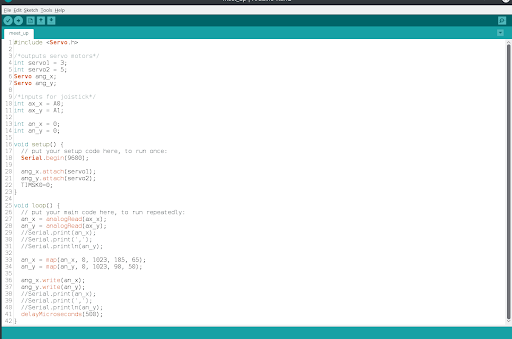 File Edit Sketch Tools Help
meet_up
1 #include <Servo.h>
2
3 /*outputs servo motors*/
4 int servo1 = 3;
5 int servo2 = 5;
6 Servo ang_x;
7 Servo ang_y;
8
9 /*inputs for joistick*/
10 int ax_x = A0;
11 int ax_y = A1;
12
13 int an_x = 0;
14 int an_y = 0;
15
16 void setup() {
17 // put your setup code here, to run once:
18 Serial.begin(9600);
19
20 ang_x.attach(servo1);
21 ang_y.attach(servo2);
22 TIMSK0=0;
23 }
24
25 void loop() {
26 // put your main code here, to run repeatedly:
27 an_x = analogRead(ax_x);
28 an_y = analogRead(ax_y);
29 //Serial.print(an_x);
30 //Serial.print(',');
31 //Serial.println(an_y);
32
33 an_x = map(an_x, 0, 1023, 105, 65);
34 an_y = map(an_y, 0, 1023, 90, 50);
35
36 ang_x.write(an_x);
37 ang_y.write(an_y);
38 //Serial.print(an_x);
39 //Serial.print(',');
40 //Serial.println(an_y);
41 delayMicroseconds(500);
42 }